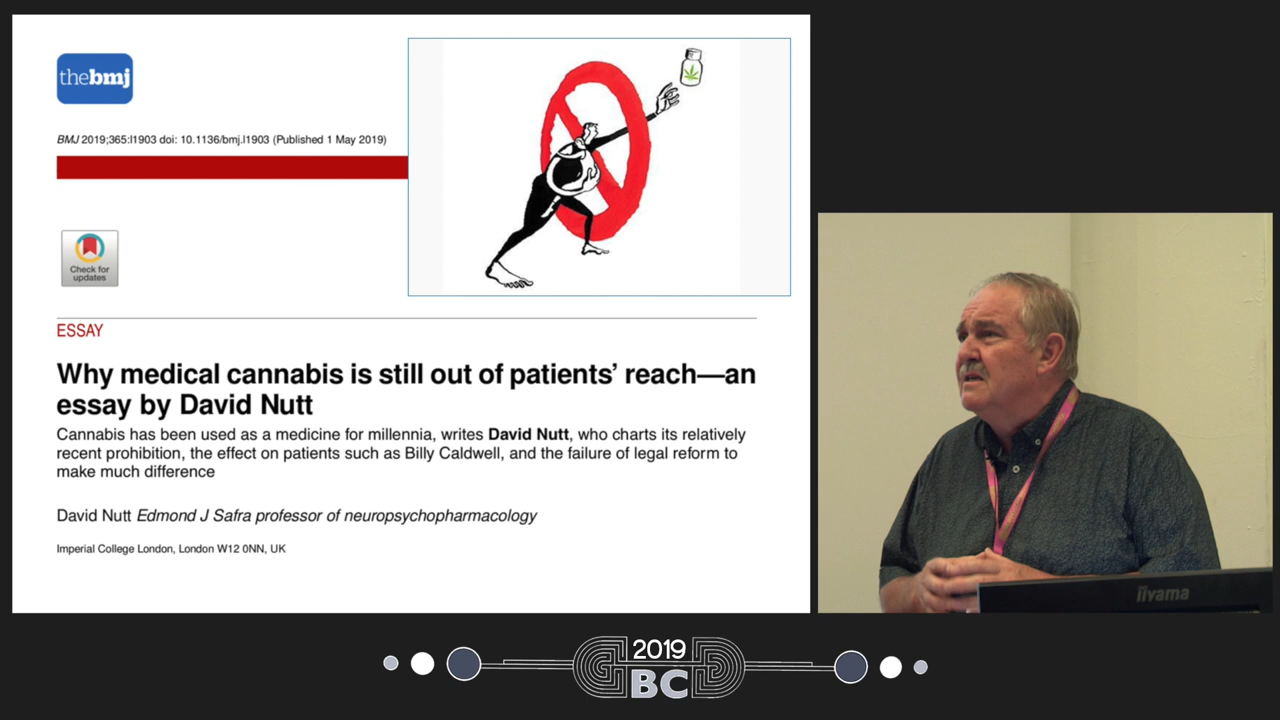 thebmj
BMJ 2019;365:l1903 doi: 10.1136/bmj.l1903 (Published 1 May 2019)
Check for
updates
ESSAY
Why medical cannabis is still out of patients’ reach—an
essay by David Nutt
Cannabis has been used as a medicine for millennia, writes David Nutt, who charts its relatively
recent prohibition, the effect on patients such as Billy Caldwell, and the failure of legal reform to
make much difference
David Nutt Edmond J Safra professor of neuropsychopharmacology
Imperial College London, London W12 0NN, UK
iiyama
2019
BC